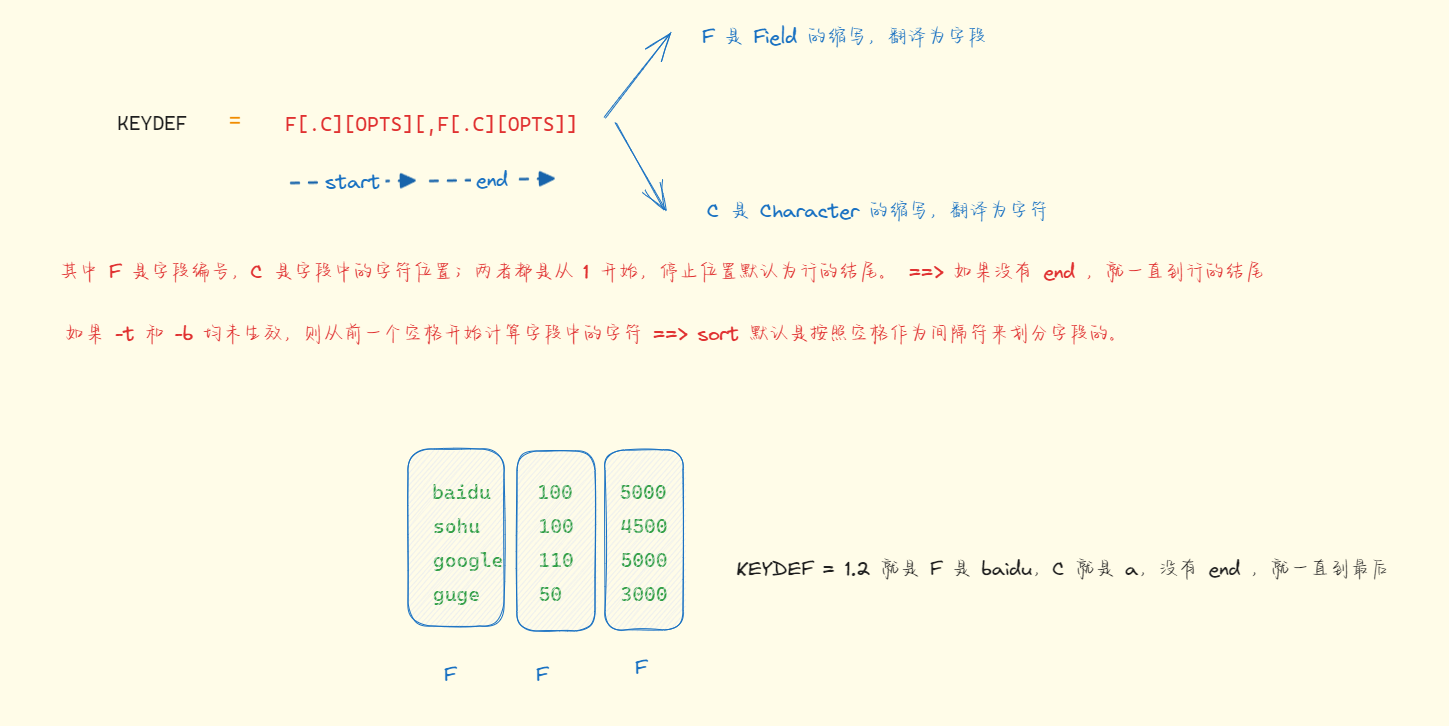 F 是 Field 的缩写，翻译为字段
KEYDEF = F[.C][OPTS][,F[.C][OPTS]]
start end
C 是 Character 的缩写，翻译为字符
其中 F 是字段编号，C 是字段中的字符位置；两者都是从 1 开始，停止位置默认为行的结尾。 ==> 如果没有 end ，就一直到行的结尾
如果 -t 和 -b 均未生效，则从前一个空格开始计算字段中的字符 ==> sort 默认是按照空格作为间隔符来划分字段的。
baidu 100 5000
sohu 100 4500
google 110 5000
KEYDEF = 1.2 就是 F 是 baidu，C 就是 a，没有 end ，就一直到最后
guge 50 3000
F F F